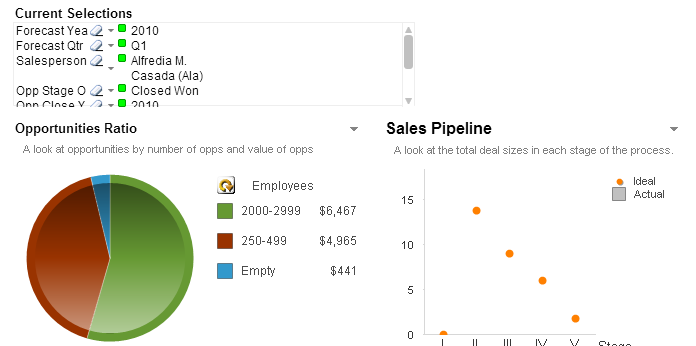 Current Selections
Forecast Yea 2010
Forecast Qtr Q1
Salesperson Alfredia M.
Casada (Ala)
Opp Stage O Closed Won
Opp Close Y 2010
Opportunities Ratio
A look at opportunities by number of opps and value of opps
Employees
2000-2999 $6,467
250-499 $4,965
Empty $441
Sales Pipeline
A look at the total deal sizes in each stage of the process.
Ideal
Actual
15
10
5
0
I II III IV V Stage